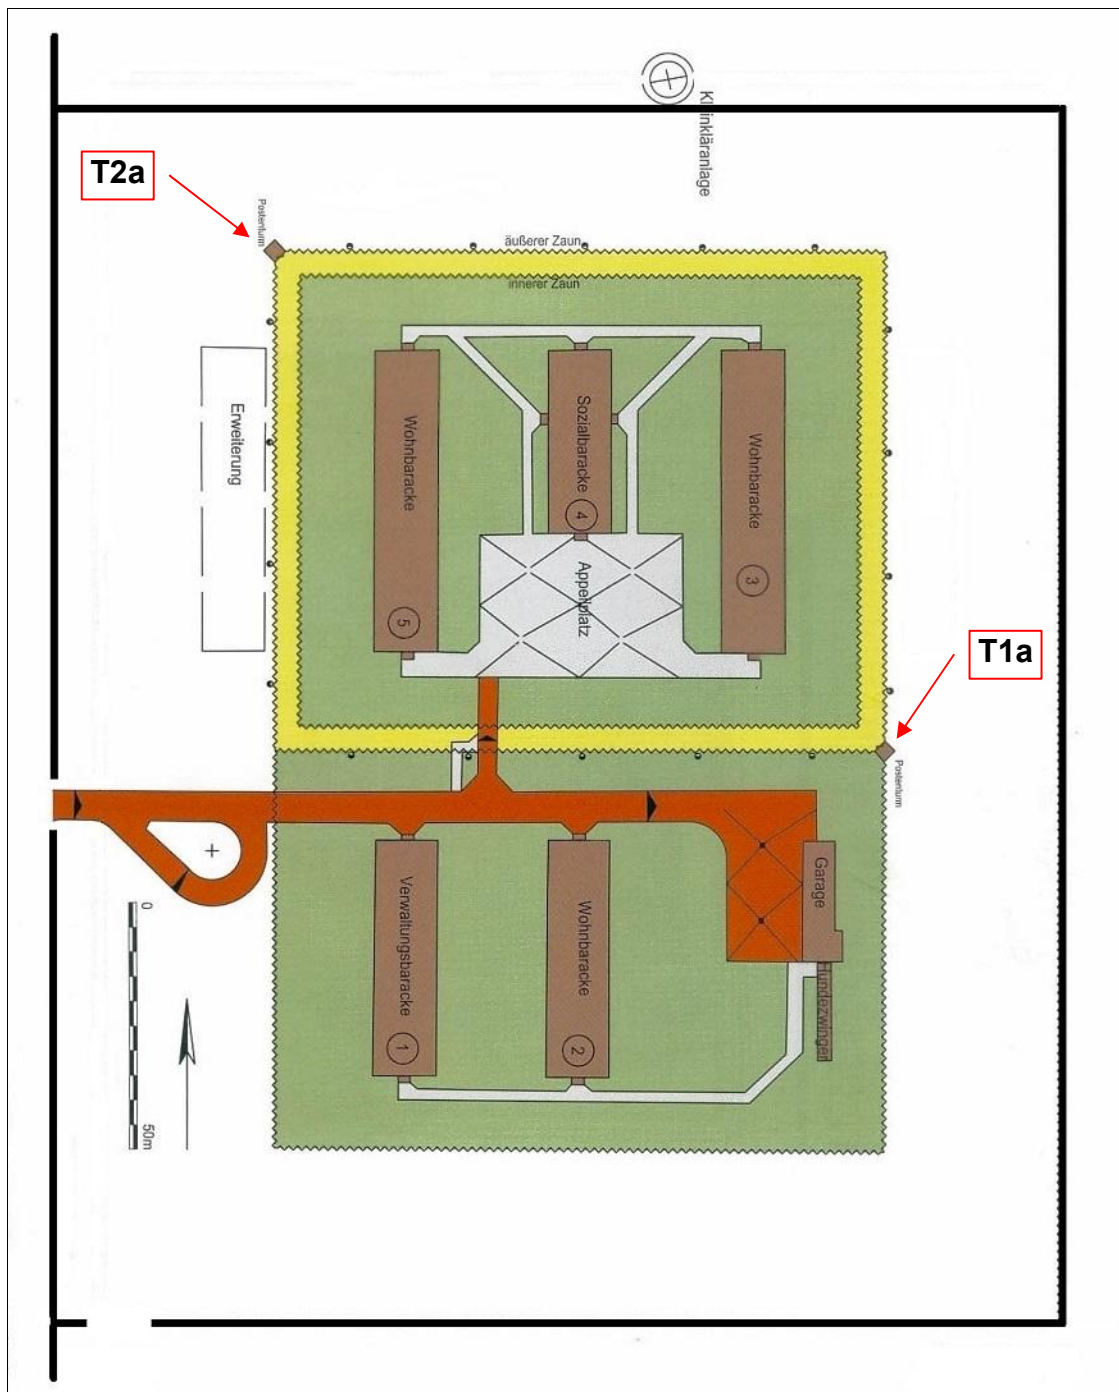 Kleinkläranlage
T2a
Postenturm
äußerer Zaun
innerer Zaun
Erweiterung
Wohnbaracke
5
Sozialbaracke
4
Wohnbaracke
3
Appellplatz
T1a
Postenturm
Garage
Hundezwinger
Verwaltungsbaracke
1
Wohnbaracke
2
0
50m